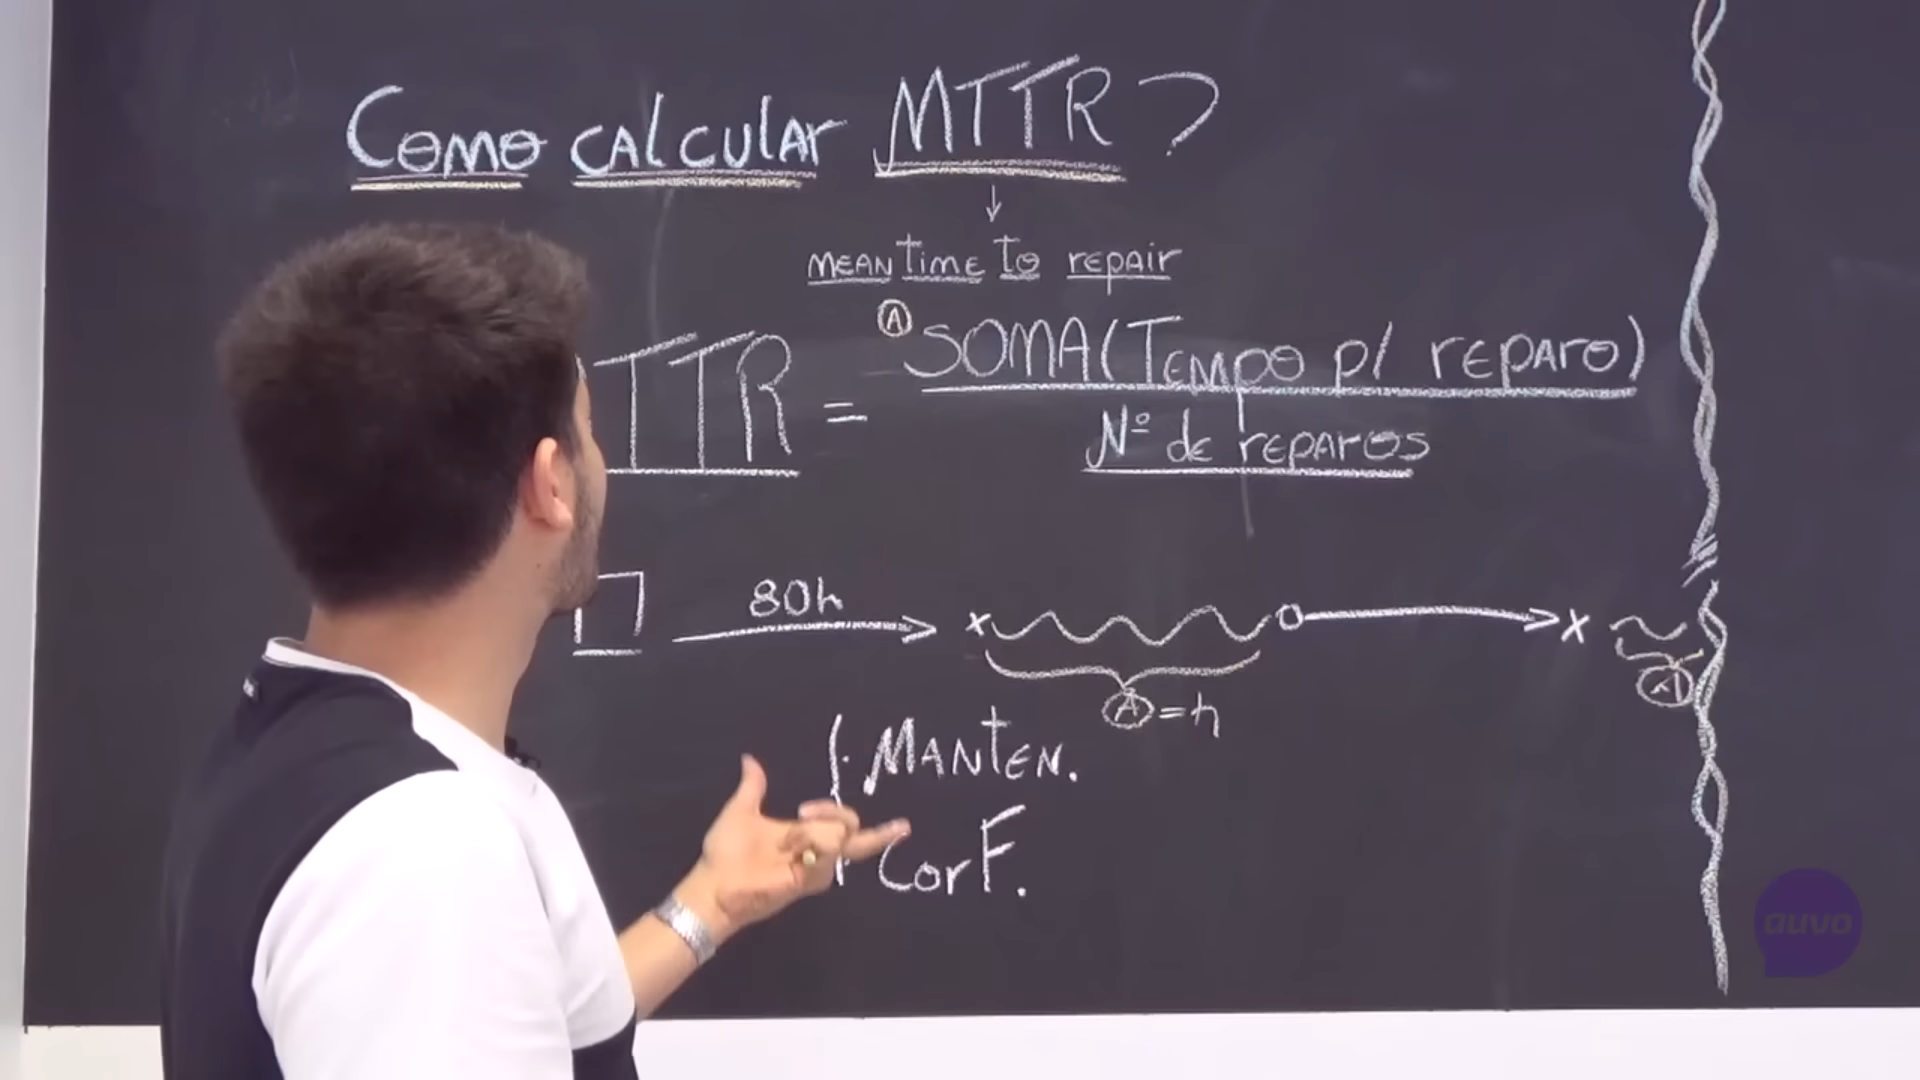 Como calcular MTTR?
↓
mean time to repair
Ⓐ SOMA (Tempo p/ reparo)
TTR =
Nº de reparos
80h
x o x
Ⓐ = h
· Manten.
· Corr.
auvo